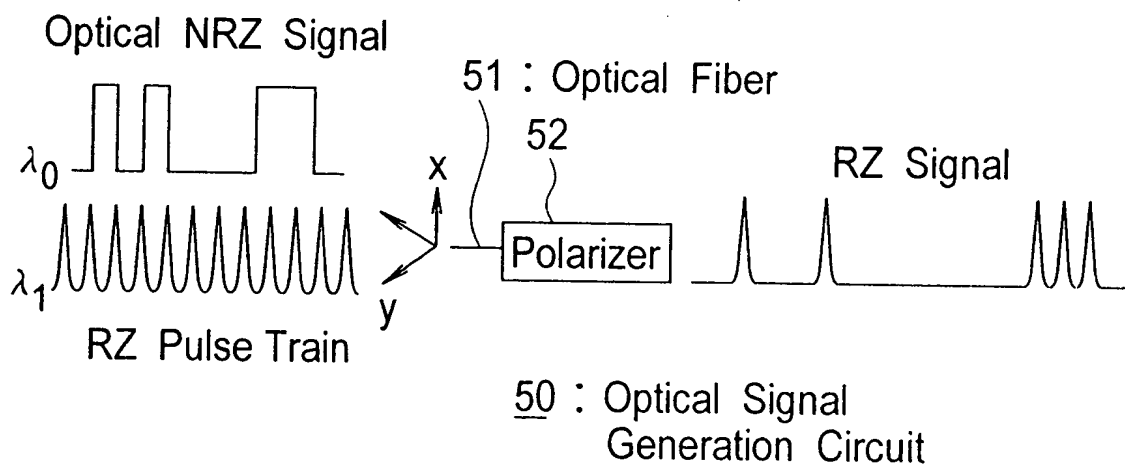 Optical NRZ Signal
λ0
51 : Optical Fiber
52
x
y
Polarizer
RZ Signal
λ1
RZ Pulse Train
50 : Optical Signal
Generation Circuit